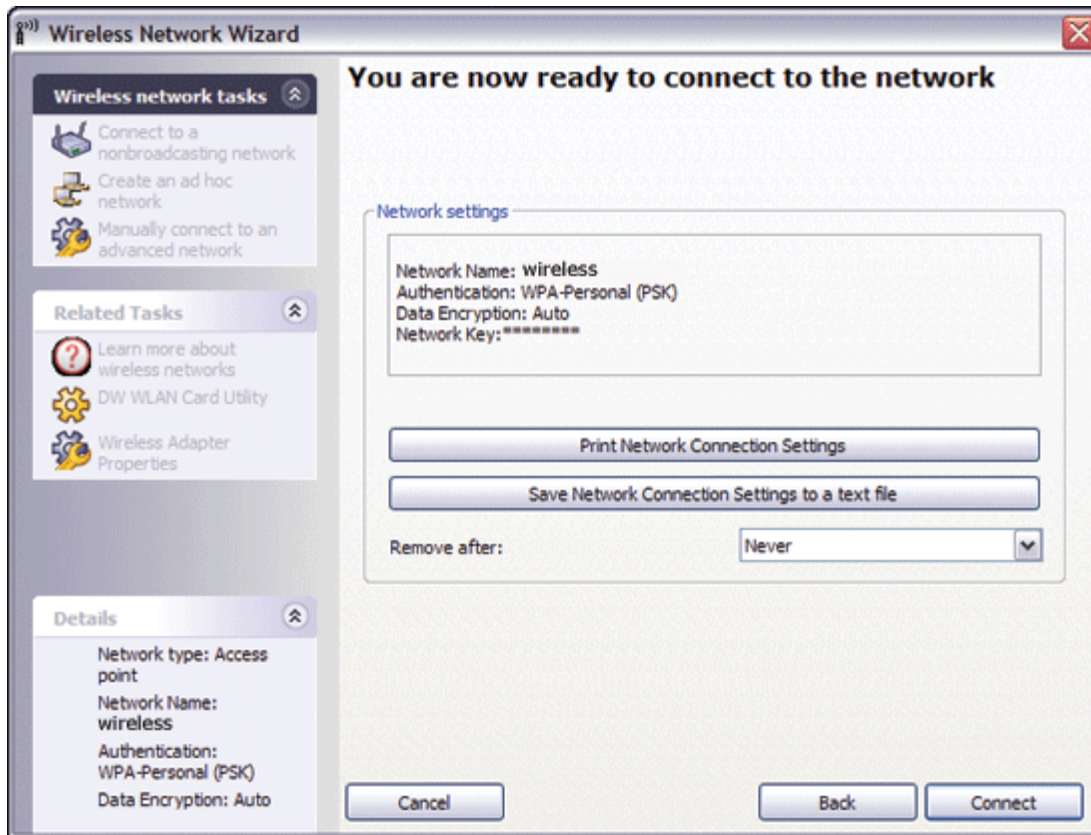 Wireless Network Wizard
Wireless network tasks
Connect to a
nonbroadcasting network
Create an ad hoc
network
Manually connect to an
advanced network
Related Tasks
Learn more about
wireless networks
DW WLAN Card Utility
Wireless Adapter
Properties
Details
Network type: Access
point
Network Name:
wireless
Authentication:
WPA-Personal (PSK)
Data Encryption: Auto
You are now ready to connect to the network
Network settings
Network Name: wireless
Authentication: WPA-Personal (PSK)
Data Encryption: Auto
Network Key:********
Print Network Connection Settings
Save Network Connection Settings to a text file
Remove after: Never
Cancel Back Connect